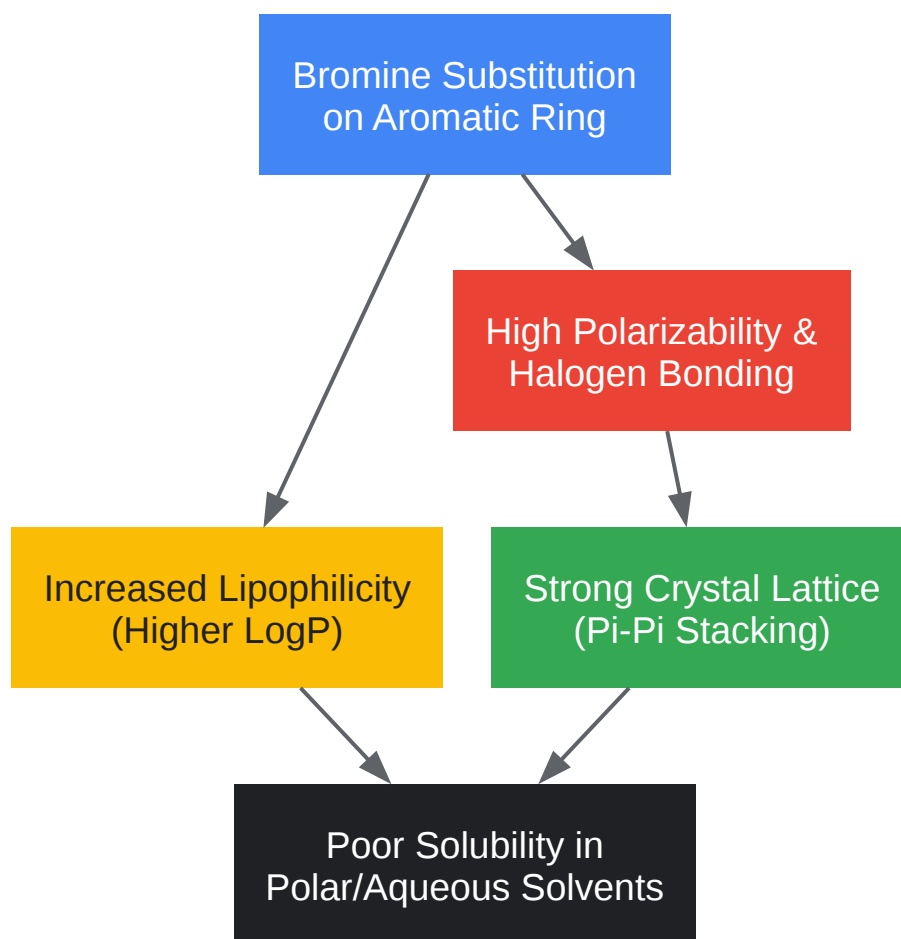 Bromine Substitution
on Aromatic Ring
High Polarizability &
Halogen Bonding
Increased Lipophilicity
(Higher LogP)
Strong Crystal Lattice
(Pi-Pi Stacking)
Poor Solubility in
Polar/Aqueous Solvents